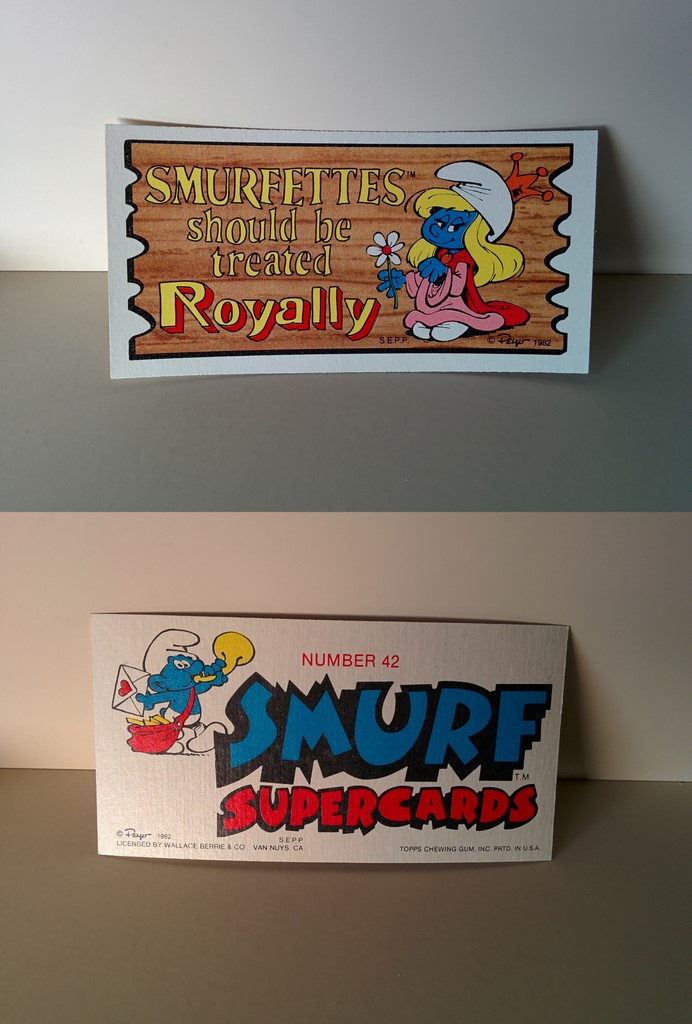 SMURFETTES™
should be
treated
Royally
S.E.P.P. © Peyo 1982
NUMBER 42
SMURF T.M
SUPERCARDS
© Peyo 1982
LICENSED BY WALLACE BERRIE & CO
SEPP
VAN NUYS, CA
TOPPS CHEWING GUM, INC. PRTD. IN U.S.A.